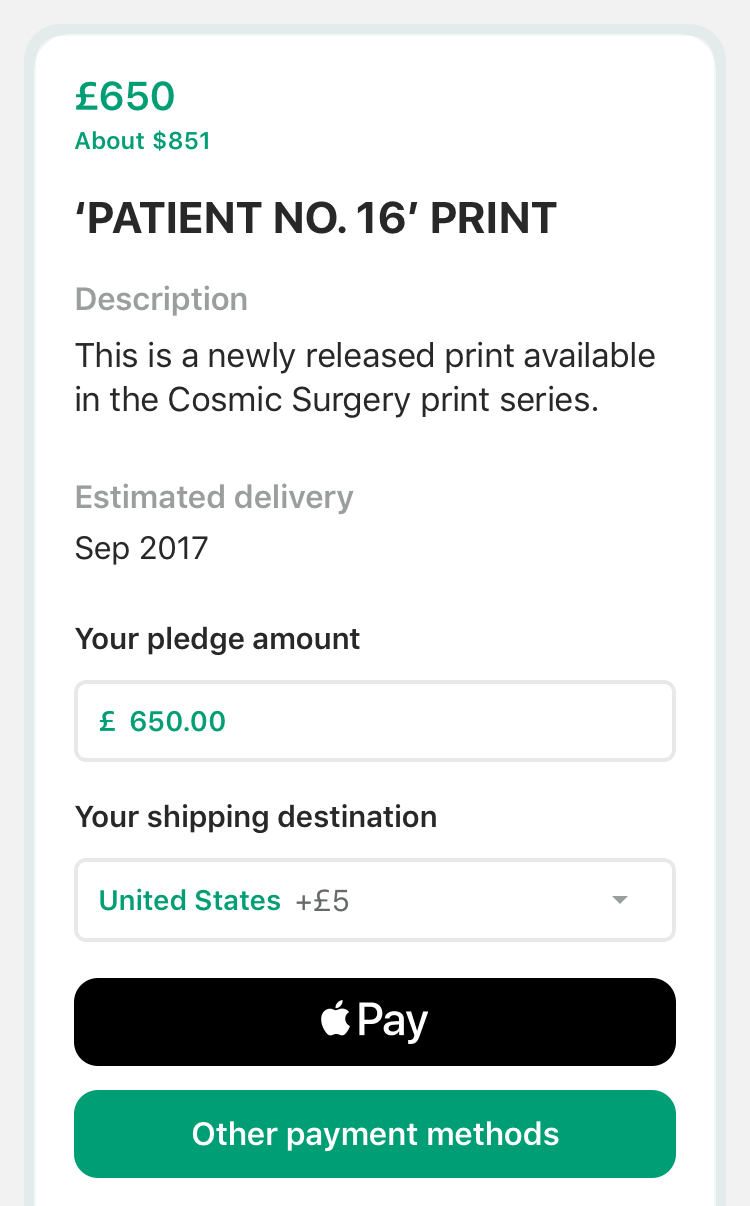 £650
About $851
‘PATIENT NO. 16’ PRINT
Description
This is a newly released print available
in the Cosmic Surgery print series.
Estimated delivery
Sep 2017
Your pledge amount
£ 650.00
Your shipping destination
United States +£5
Pay
Other payment methods